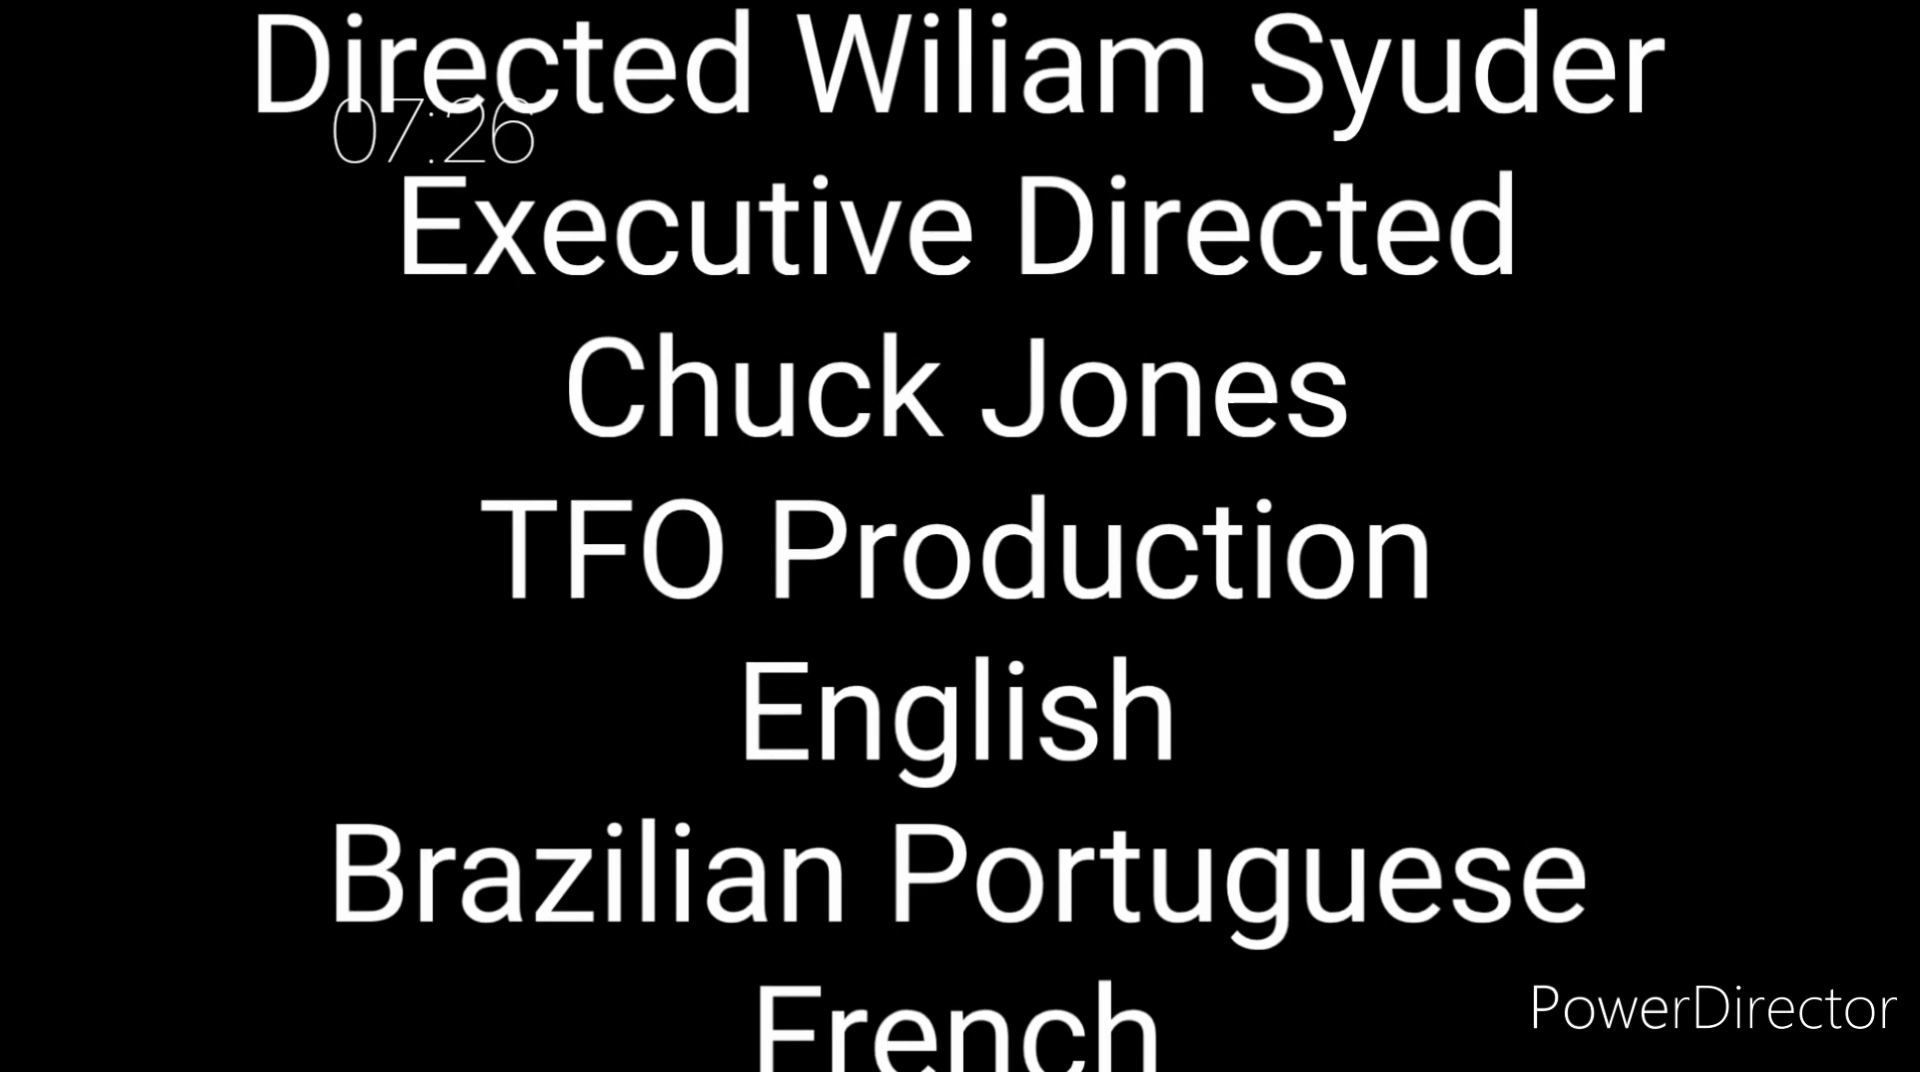 Directed Wiliam Syuder
07:26
Executive Directed
Chuck Jones
TFO Production
English
Brazilian Portuguese
French
PowerDirector